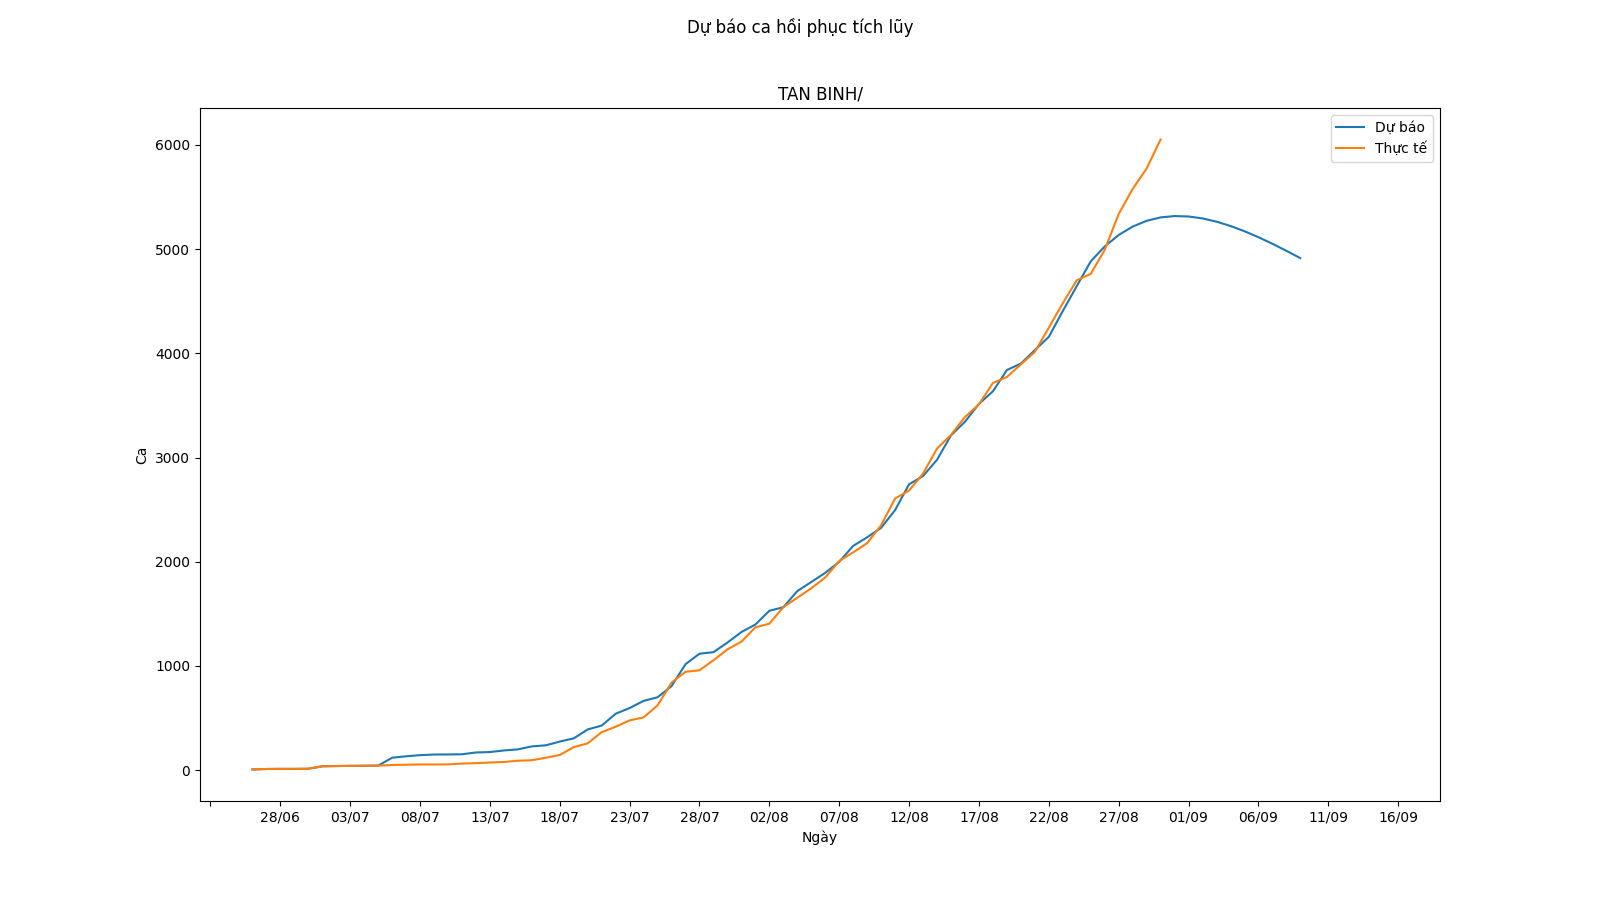 Dự báo ca hồi phục tích lũy
TAN BINH/
Dự báo
Thực tế
6000
5000
4000
3000
2000
1000
0
Ca
28/06 03/07 08/07 13/07 18/07 23/07 28/07 02/08 07/08 12/08 17/08 22/08 27/08 01/09 06/09 11/09 16/09
Ngày